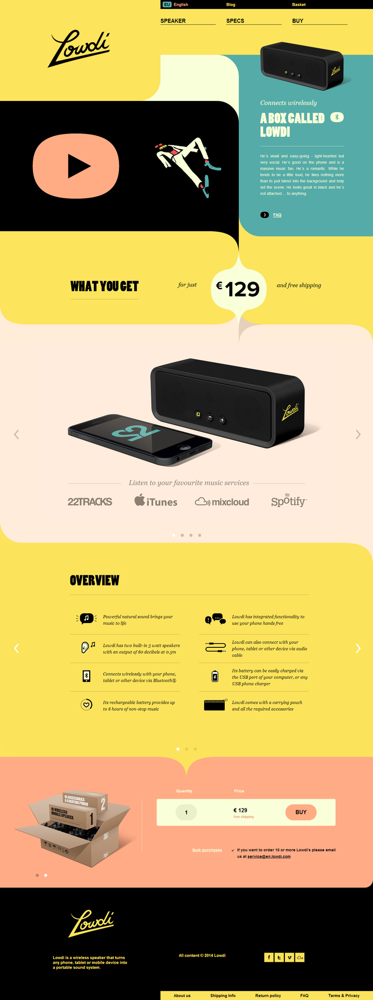 EU English
Blog
Basket
SPEAKER
SPECS
BUY
Lowdi
Lowdi
Connects wirelessly
A BOX CALLED
LOWDI
He´s small and easy-going - light-hearted but
very social. He´s good on the phone and is a
massive music fan. He´s a romantic. While he
tends to be a little loud, he likes nothing more
than to just blend into the background and help
set the scene. He looks great in black and he´s
not attached ... to anything.
FAQ
WHAT YOU GET
for just
€129
and free shipping
Lowdi
22
Listen to your favourite music services
22TRACKS
iTunes
mixcloud
Spotify
OVERVIEW
Powerful natural sound brings your
music to life
Lowdi has integrated functionality to
use your phone hands free
Lowdi has two built-in 3 watt speakers
with an output of 80 decibels at 0.5m
Lowdi can also connect with your
phone, tablet or other device via audio
cable
Connects wirelessly with your phone,
tablet or other device via Bluetooth®
Its battery can be easily charged via
the USB port of your computer, or any
USB phone charger
Its rechargeable battery provides up
to 8 hours of non-stop music
Lowdi comes with a carrying pouch
and all the required accessories
Quantity
Price
ACCESSORIES
& CARRYING POUCH
2
WIRELESS
MOBILE SPEAKER
1
1
€ 129
free shipping
BUY
Bulk purchases
If you want to order 10 or more Lowdi's please email
us at service@en.lowdi.com
Lowdi
Lowdi is a wireless speaker that turns
any phone, tablet or mobile device into
a portable sound system.
All content © 2014 Lowdi
About us
Shipping Info
Return policy
FAQ
Terms & Privacy